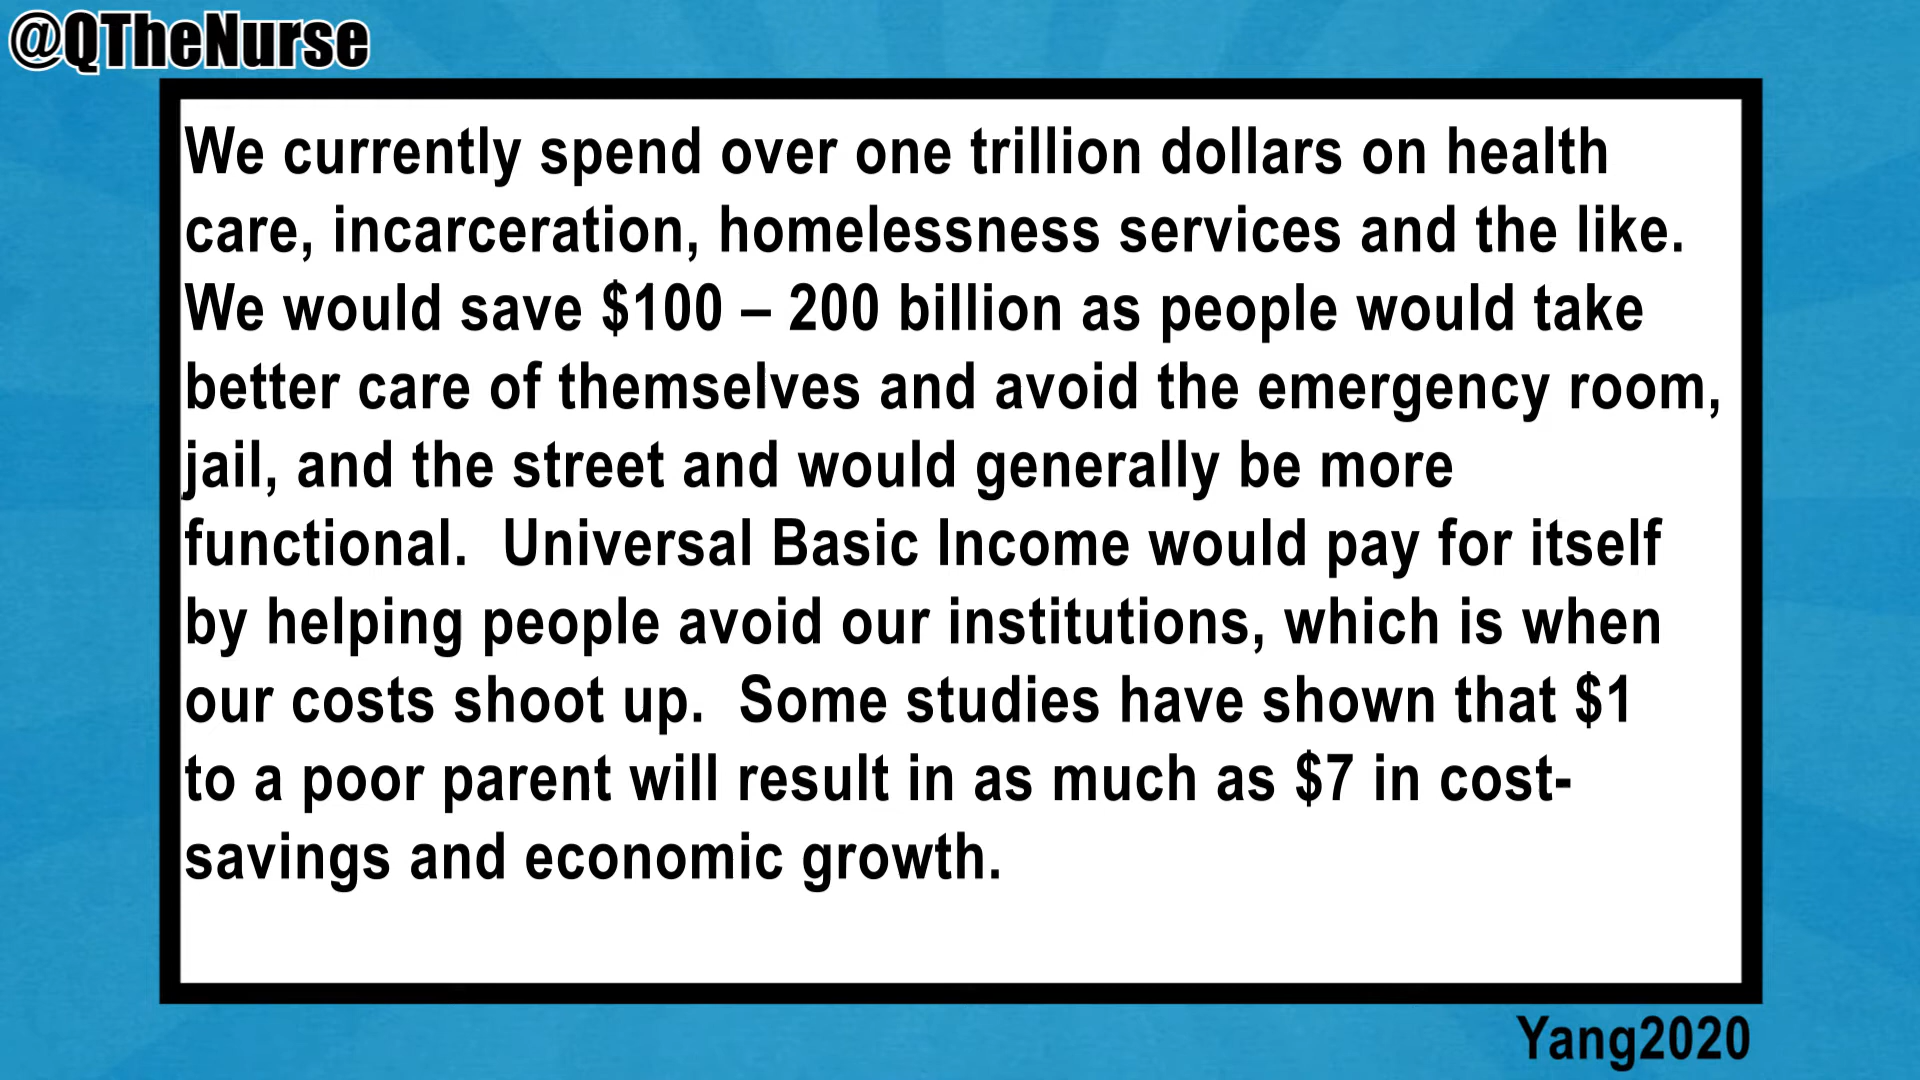 @QTheNurse
We currently spend over one trillion dollars on health
care, incarceration, homelessness services and the like.
We would save $100 – 200 billion as people would take
better care of themselves and avoid the emergency room,
jail, and the street and would generally be more
functional.  Universal Basic Income would pay for itself
by helping people avoid our institutions, which is when
our costs shoot up.  Some studies have shown that $1
to a poor parent will result in as much as $7 in cost-
savings and economic growth.
Yang2020